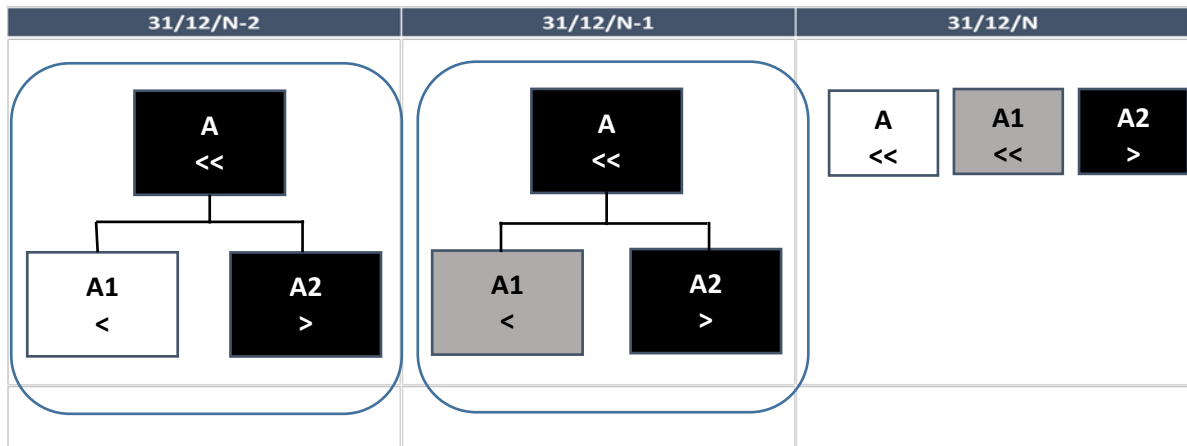 31/12/N-2
31/12/N-1
31/12/N
A
<<
A1
<
A2
>
A
<<
A1
<
A2
>
A
<<
A1
<<
A2
>